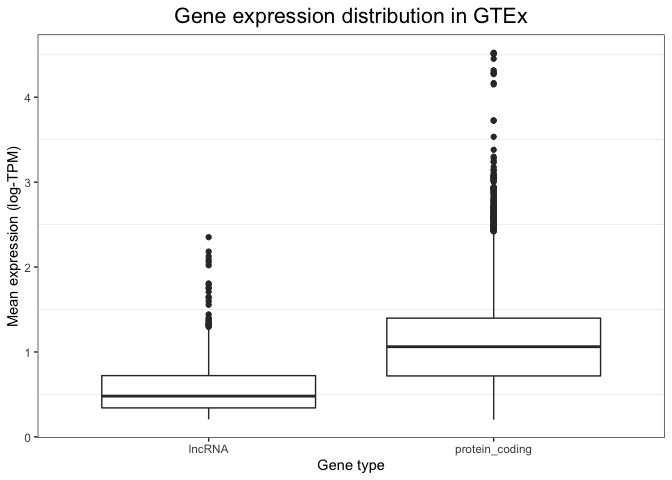 Gene expression distribution in GTEx
Mean expression (log-TPM)
4
3
2
1
0
lncRNA
protein_coding
Gene type